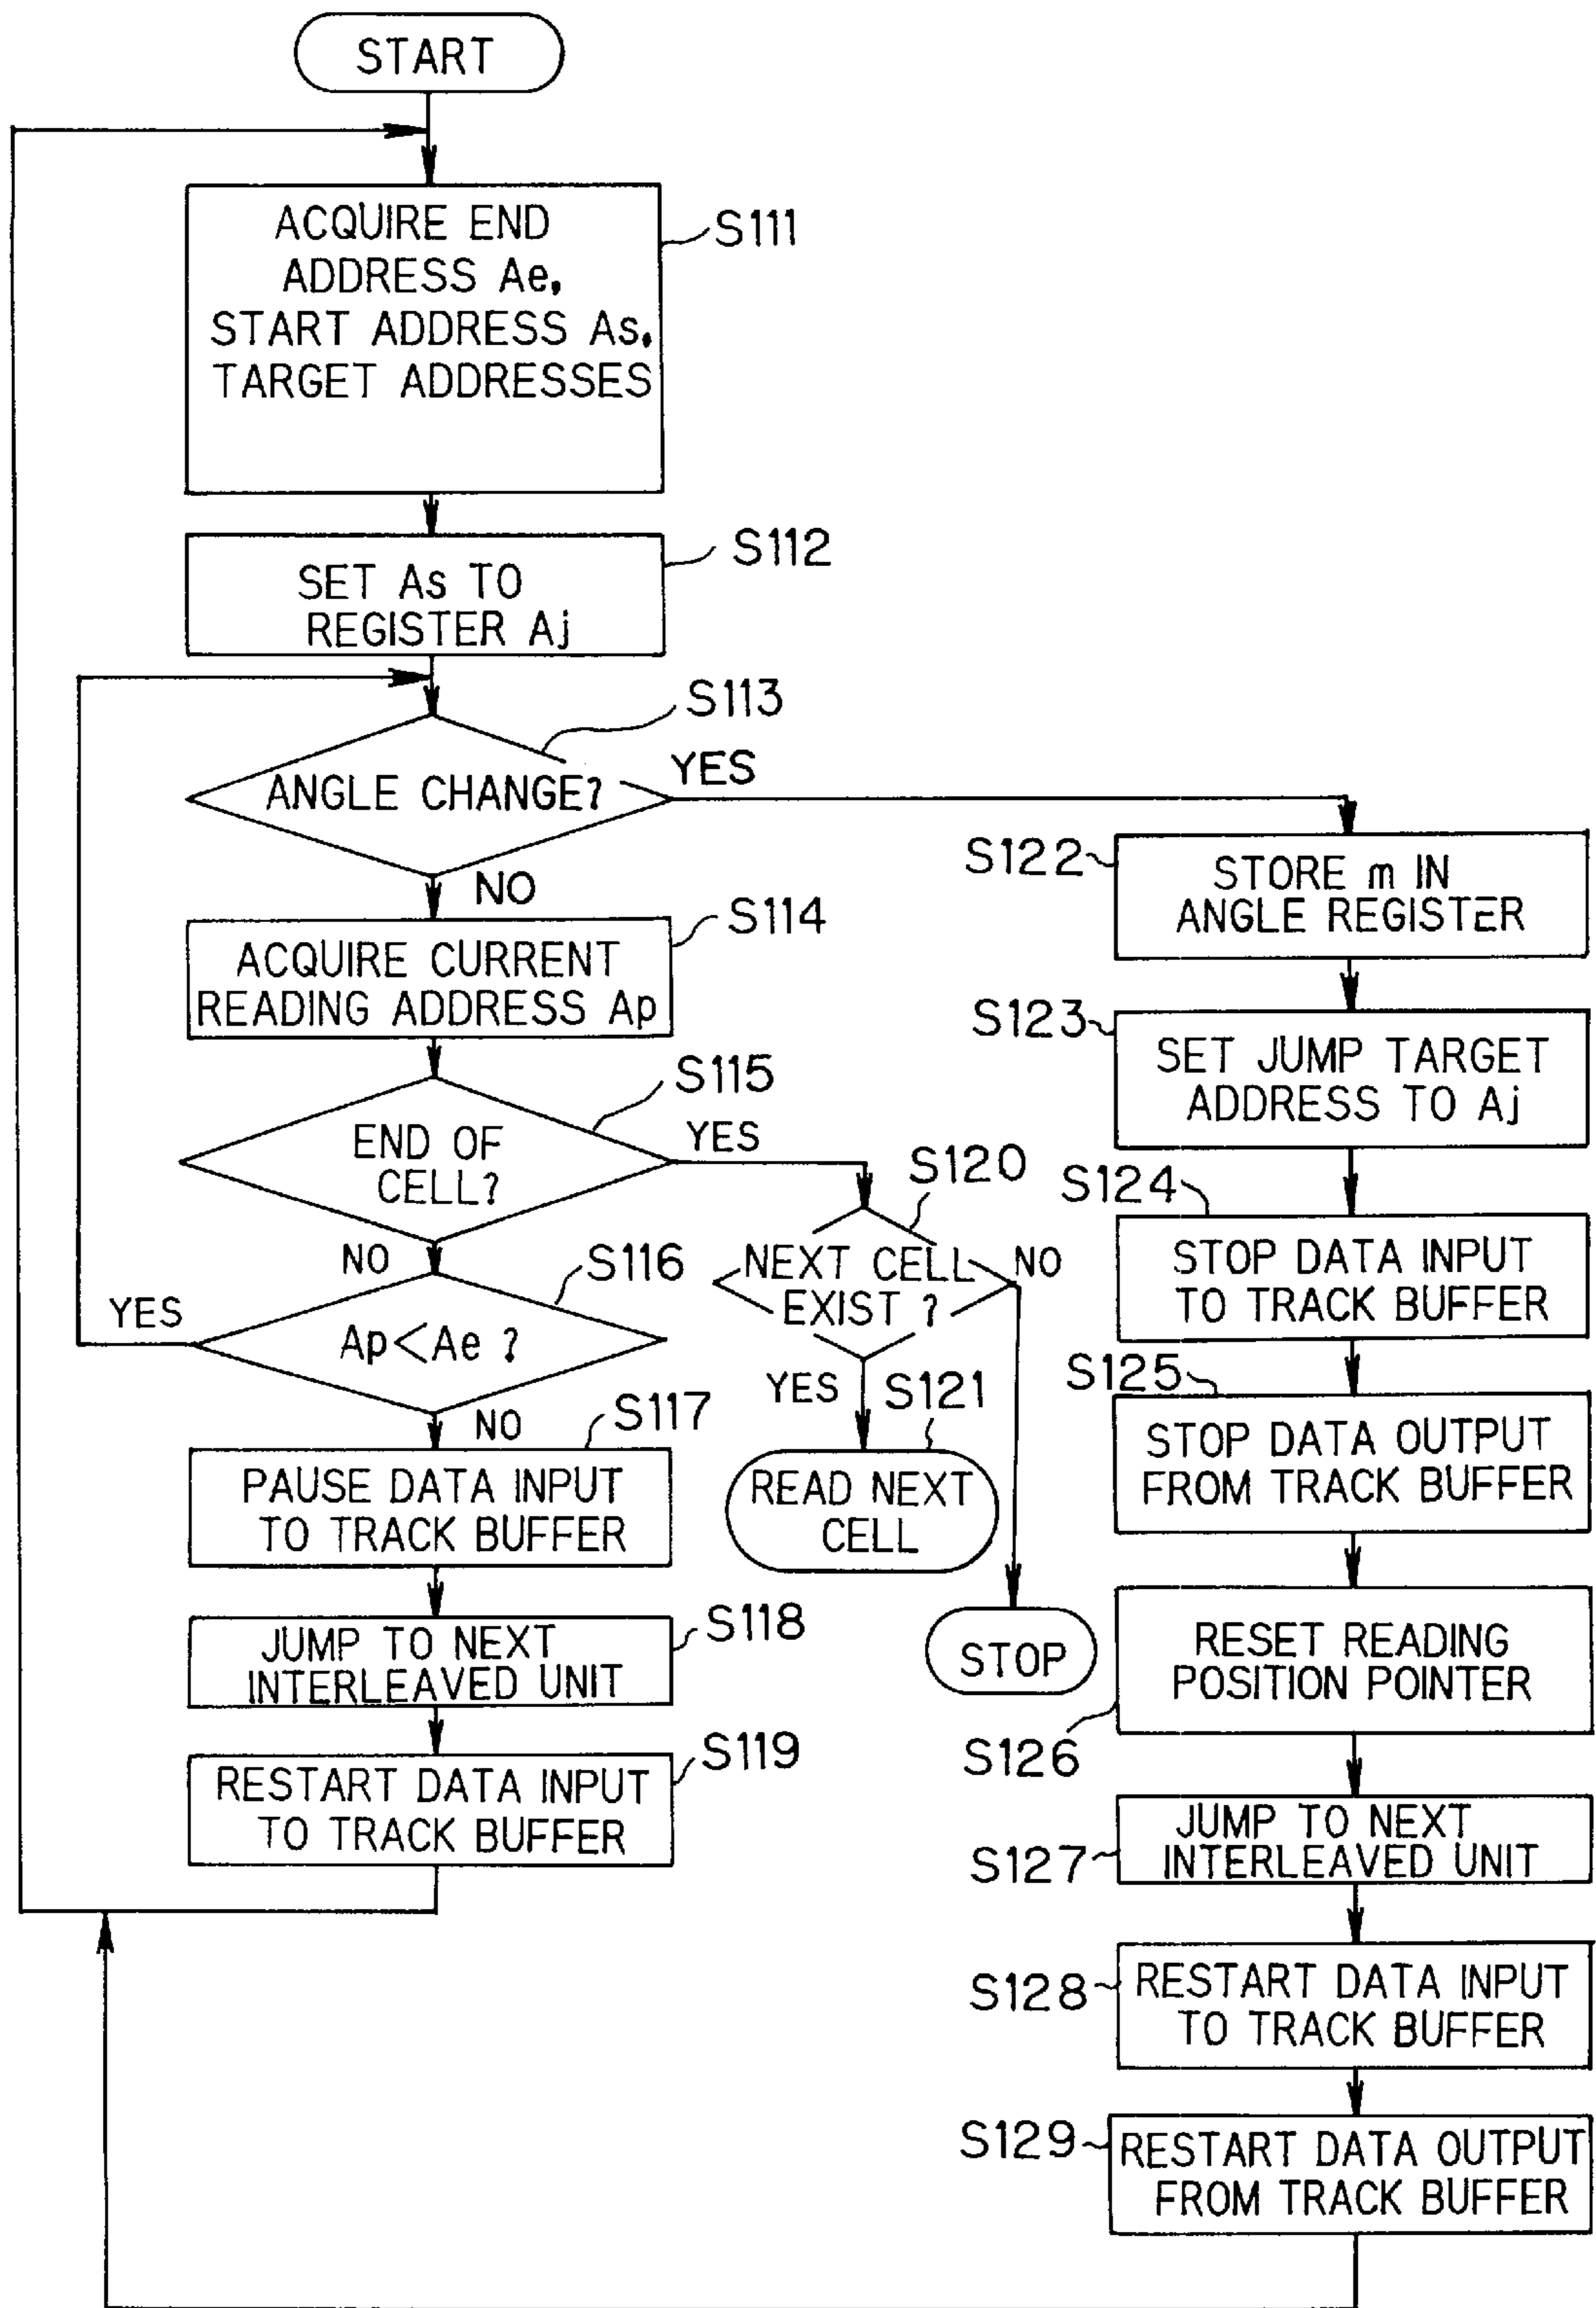 START
ACQUIRE END
ADDRESS Ae,
START ADDRESS As,
TARGET ADDRESSES
S111
SET As TO
REGISTER Aj
S112
S113
ANGLE CHANGE?
YES
NO
S114
ACQUIRE CURRENT
READING ADDRESS Ap
S115
END OF
CELL?
YES
NO
S116
Ap<Ae ?
YES
NO
S117
PAUSE DATA INPUT
TO TRACK BUFFER
S118
JUMP TO NEXT
INTERLEAVED UNIT
S119
RESTART DATA INPUT
TO TRACK BUFFER
S120
NEXT CELL
EXIST ?
NO
YES
S121
READ NEXT
CELL
STOP
S122
STORE m IN
ANGLE REGISTER
S123
SET JUMP TARGET
ADDRESS TO Aj
S124
STOP DATA INPUT
TO TRACK BUFFER
S125
STOP DATA OUTPUT
FROM TRACK BUFFER
RESET READING
POSITION POINTER
S126
JUMP TO NEXT
INTERLEAVED UNIT
S127
S128
RESTART DATA INPUT
TO TRACK BUFFER
S129
RESTART DATA OUTPUT
FROM TRACK BUFFER